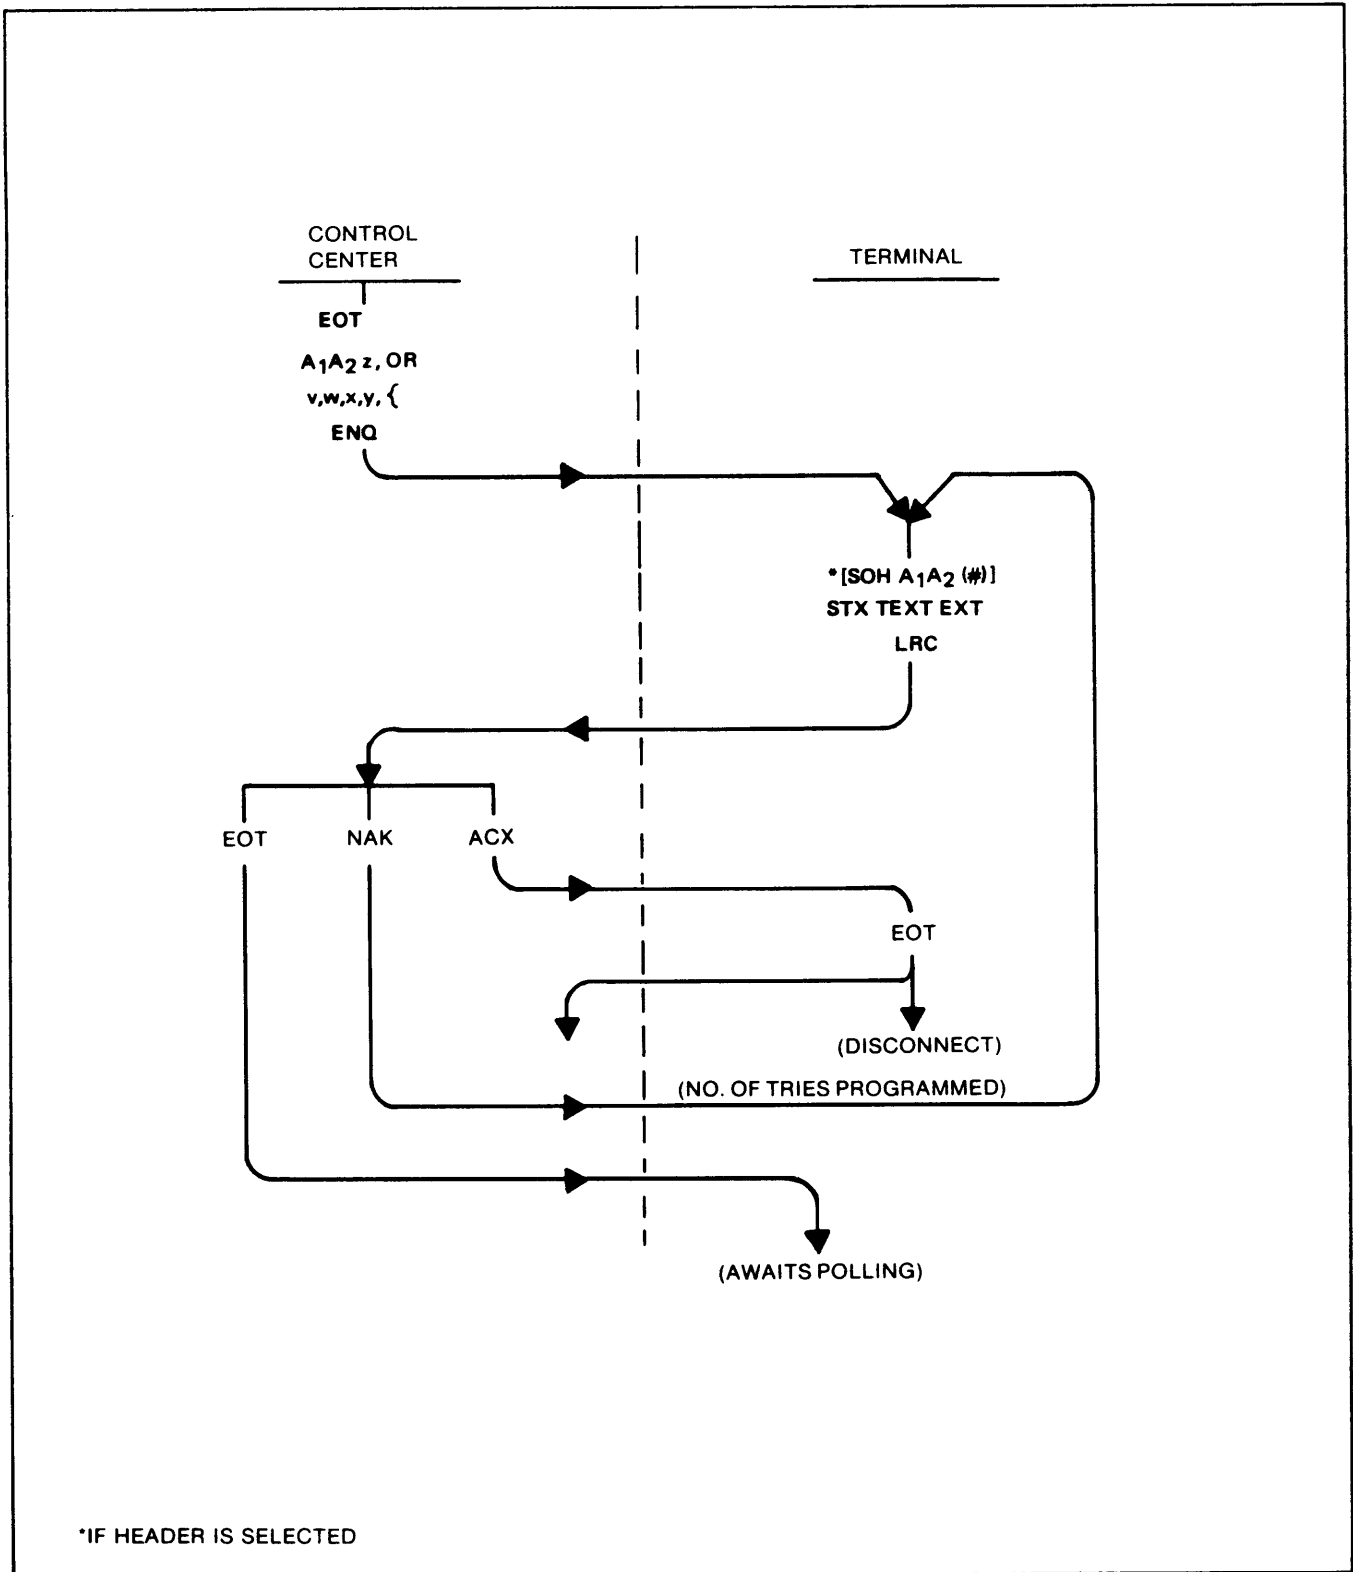 CONTROL
CENTER
TERMINAL
EOT
A₁A₂ z, OR
v,w,x,y, {
ENQ
*[SOH A₁A₂ (#)]
STX TEXT EXT
LRC
EOT NAK ACX
EOT
(DISCONNECT)
(NO. OF TRIES PROGRAMMED)
(AWAITS POLLING)
*IF HEADER IS SELECTED